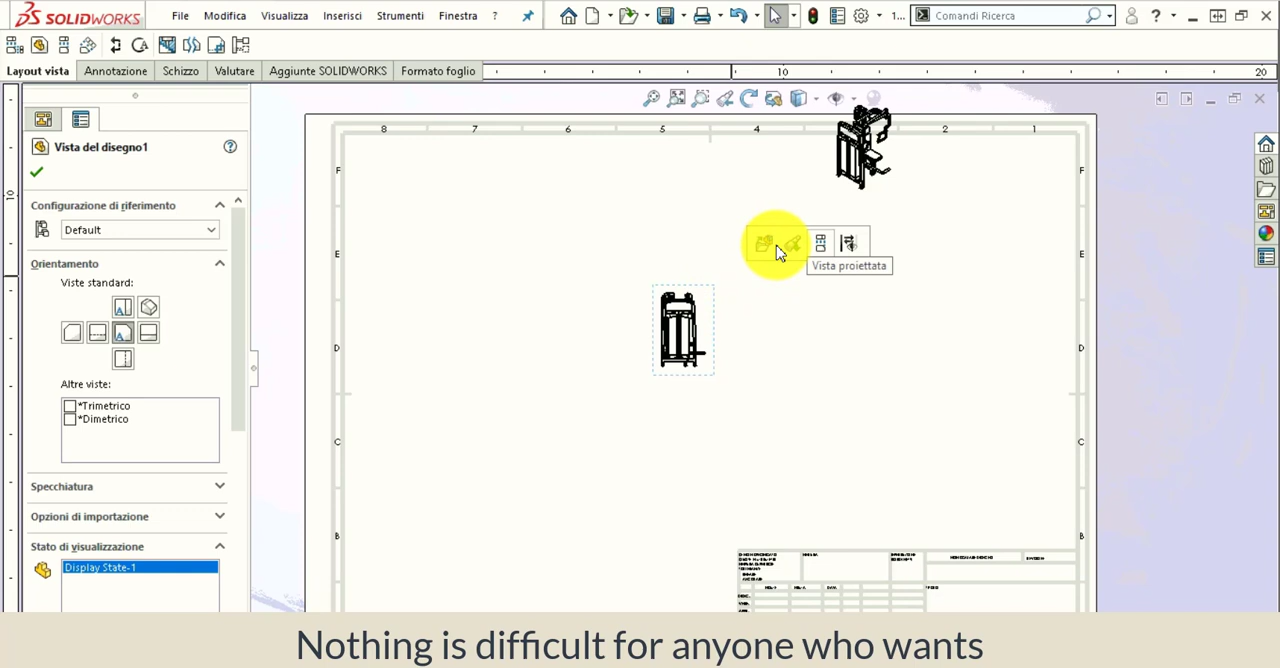 SOLIDWORKS File Modifica Visualizza Inserisci Strumenti Finestra ? 1... Comandi Ricerca ?
Layout vista Annotazione Schizzo Valutare Aggiunte SOLIDWORKS Formato foglio 10 20
10
Vista del disegno1
Configurazione di riferimento
Default
Orientamento
Viste standard:
Altre viste:
*Trimetrico
*Dimetrico
Specchiatura
Opzioni di importazione
Stato di visualizzazione
Display State-1
8 7 6 5 4 2 1
F F
E E
Vista proiettata
D D
C C
B B
Nothing is difficult for anyone who wants